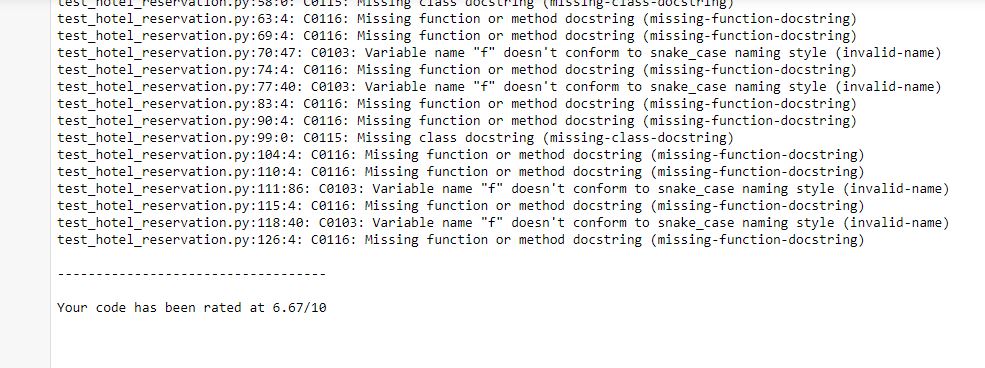 test_hotel_reservation.py:58:0: C0115: Missing class docstring (missing-class-docstring)
test_hotel_reservation.py:63:4: C0116: Missing function or method docstring (missing-function-docstring)
test_hotel_reservation.py:69:4: C0116: Missing function or method docstring (missing-function-docstring)
test_hotel_reservation.py:70:47: C0103: Variable name "f" doesn't conform to snake_case naming style (invalid-name)
test_hotel_reservation.py:74:4: C0116: Missing function or method docstring (missing-function-docstring)
test_hotel_reservation.py:77:40: C0103: Variable name "f" doesn't conform to snake_case naming style (invalid-name)
test_hotel_reservation.py:83:4: C0116: Missing function or method docstring (missing-function-docstring)
test_hotel_reservation.py:90:4: C0116: Missing function or method docstring (missing-function-docstring)
test_hotel_reservation.py:99:0: C0115: Missing class docstring (missing-class-docstring)
test_hotel_reservation.py:104:4: C0116: Missing function or method docstring (missing-function-docstring)
test_hotel_reservation.py:110:4: C0116: Missing function or method docstring (missing-function-docstring)
test_hotel_reservation.py:111:86: C0103: Variable name "f" doesn't conform to snake_case naming style (invalid-name)
test_hotel_reservation.py:115:4: C0116: Missing function or method docstring (missing-function-docstring)
test_hotel_reservation.py:118:40: C0103: Variable name "f" doesn't conform to snake_case naming style (invalid-name)
test_hotel_reservation.py:126:4: C0116: Missing function or method docstring (missing-function-docstring)
-----------------------------------
Your code has been rated at 6.67/10